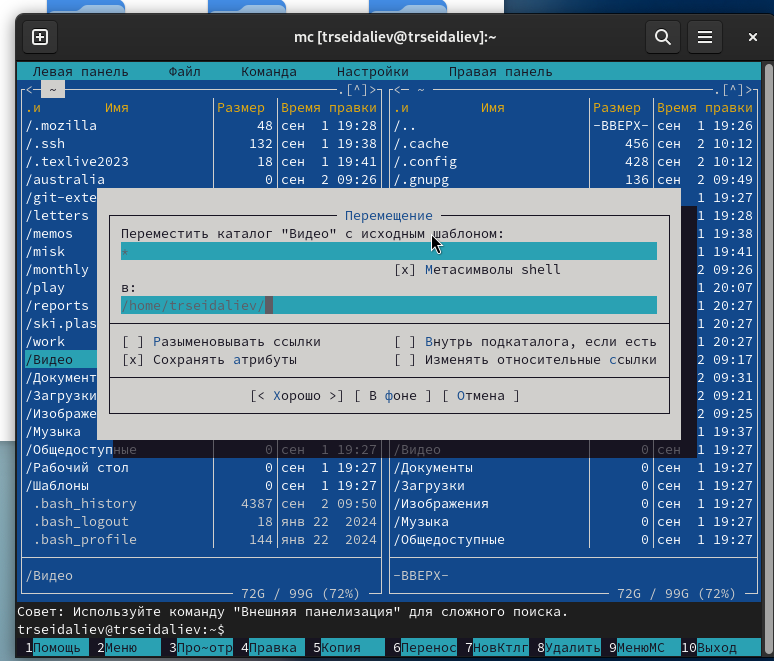 mc [trseidaliev@trseidaliev]:~
Левая панель Файл Команда Настройки Правая панель
<─ ~ .[^]> <─ ~ .[^]>
.и Имя Размер Время правки .и Имя Размер Время правки
/.mozilla 48 сен 1 19:28 /.. -ВВЕРХ- сен 1 19:26
/.ssh 132 сен 1 19:38 /.cache 456 сен 2 10:12
/.texlive2023 18 сен 1 19:41 /.config 428 сен 2 10:12
/australia 0 сен 2 09:26 /.gnupg 136 сен 2 09:49
/git-exte 1 19:27
/letters 1 19:28
/memos 1 19:38
/misk 1 19:41
/monthly 2 09:26
/play 1 20:07
/reports 1 20:27
/ski.plas 1 20:27
/work 1 20:27
/Видео 2 09:17
/Документ 2 09:31
/Загрузки 2 09:21
/Изображе 2 09:25
/Музыка 1 19:37
Перемещение
Переместить каталог "Видео" с исходным шаблоном:
*
[x] Метасимволы shell
в:
/home/trseidaliev/
[ ] Разыменовывать ссылки [ ] Внутрь подкаталога, если есть
[x] Сохранять атрибуты [ ] Изменять относительные ссылки
[< Хорошо >] [ В фоне ] [ Отмена ]
/Общедоступные 0 сен 1 19:27 /Видео 0 сен 1 19:27
/Рабочий стол 0 сен 1 19:27 /Документы 0 сен 1 19:27
/Шаблоны 0 сен 1 19:27 /Загрузки 0 сен 1 19:27
.bash_history 4387 сен 2 09:50 /Изображения 0 сен 1 19:27
.bash_logout 18 янв 22 2024 /Музыка 0 сен 1 19:27
.bash_profile 144 янв 22 2024 /Общедоступные 0 сен 1 19:27
/Видео -ВВЕРХ-
72G / 99G (72%) 72G / 99G (72%)
Совет: Используйте команду "Внешняя панелизация" для сложного поиска.
trseidaliev@trseidaliev:~$
1Помощь 2Меню 3Про~отр 4Правка 5Копия 6Перенос 7НовКтлг 8Удалить 9МенюМС 10Выход